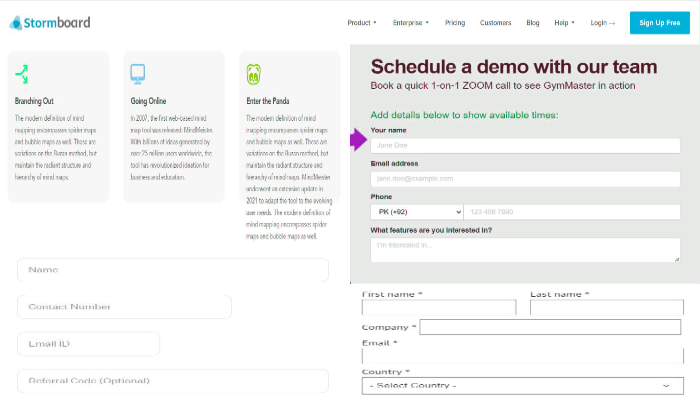 Stormboard
Product Enterprise Pricing Customers Blog Help Login → Sign Up Free
Branching Out
The modern definition of mind
mapping encompasses spider maps
and bubble maps as well. These are
variations on the Buzan method, but
maintain the radiant structure and
hierarchy of mind maps.
Going Online
In 2007, the first web-based mind
map tool was released: MindMeister.
With billions of ideas generated by
over 25 million users worldwide, the
tool has revolutionized ideation for
business and education.
Enter the Panda
The modern definition of mind
mapping encompasses spider maps
and bubble maps as well. These are
variations on the Buzan method, but
maintain the radiant structure and
hierarchy of mind maps. MindMeister
underwent an extensive update in
2021 to adapt the tool to the evolving
user needs. The modern definition of
mind mapping encompasses spider
maps and bubble maps as well.
Schedule a demo with our team
Book a quick 1-on-1 ZOOM call to see GymMaster in action
Add details below to show available times:
Your name
Jane Doe
Email address
jane.doe@example.com
Phone
PK (+92) 123 456 7890
What features are you interested in?
I'm interested in...
Name
Contact Number
Email ID
Referral Code (Optional)
First name * Last name *
Company *
Email *
Country *
- Select Country -